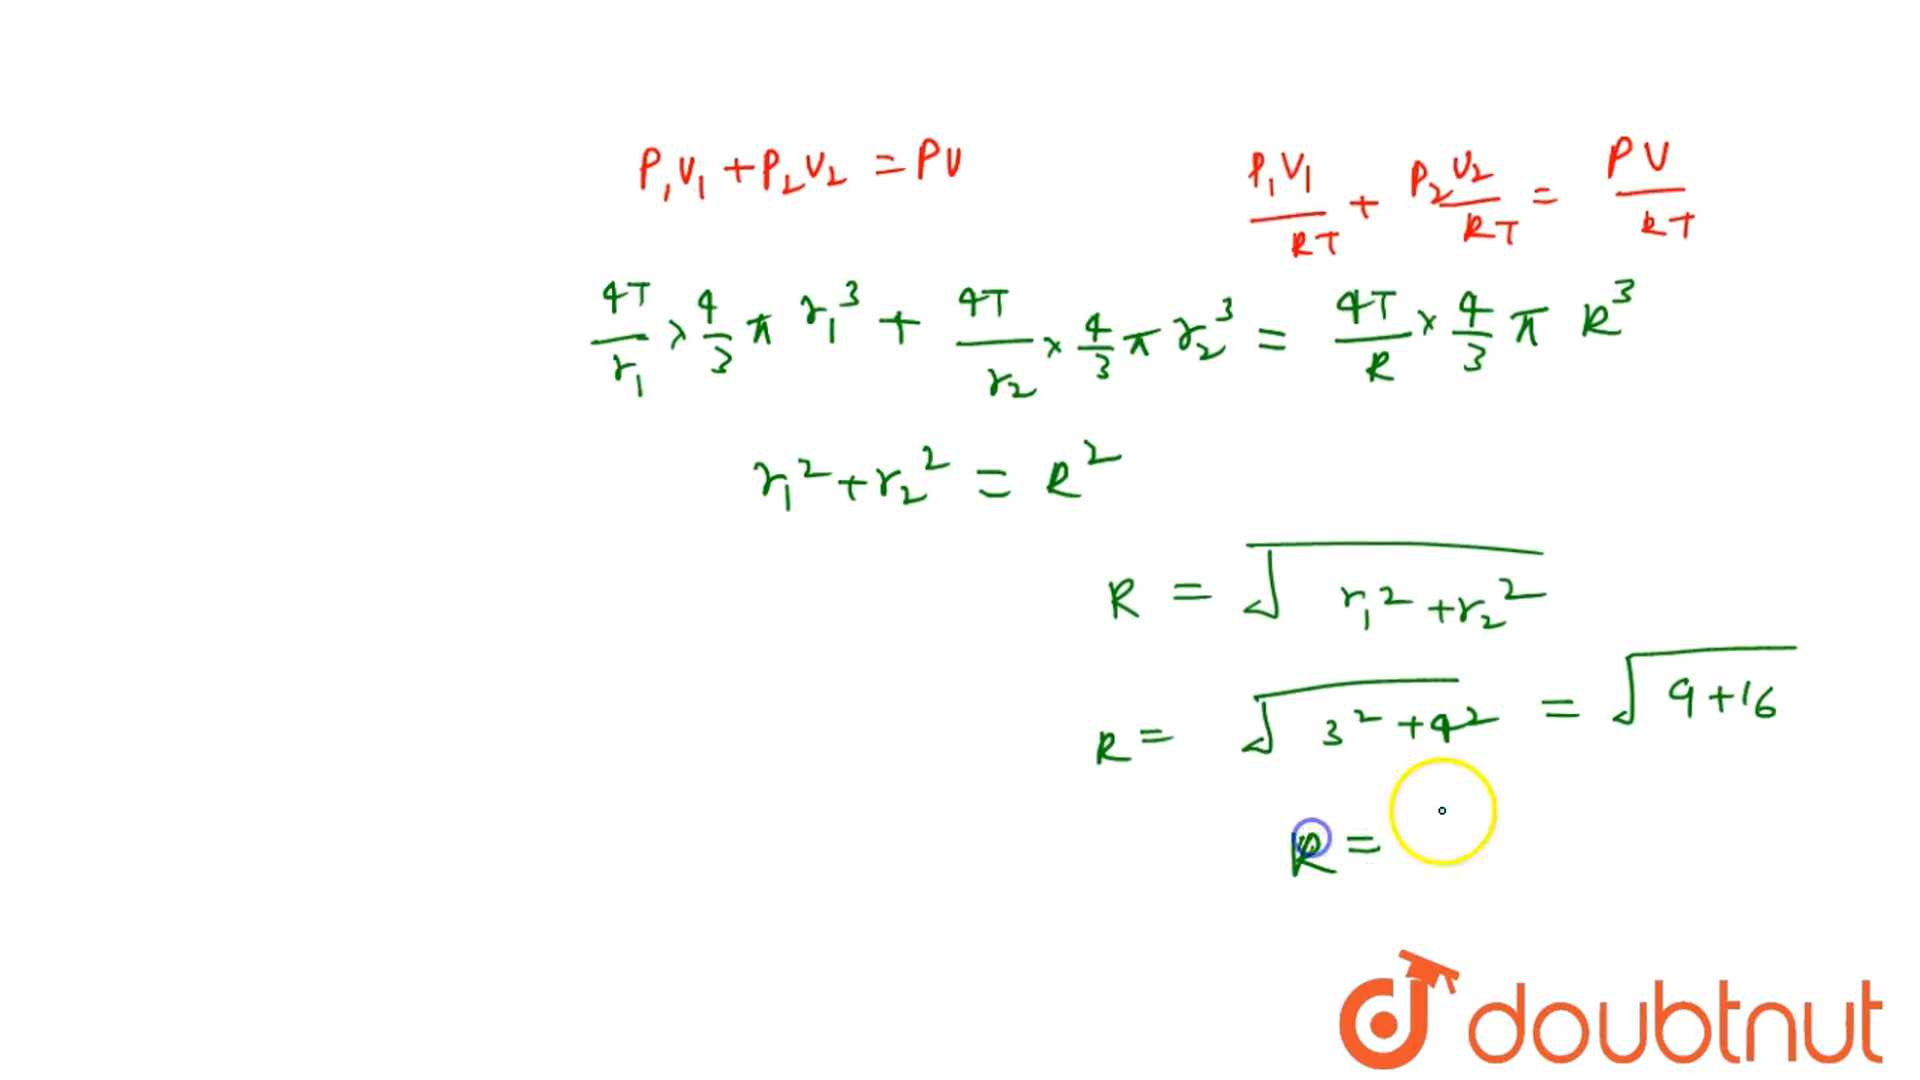 P₁V₁ + P₂V₂ = PV
P₁V₁/RT + P₂V₂/RT = PV/RT
4T/r₁ × 4/3 π r₁³ + 4T/r₂ × 4/3 π r₂³ = 4T/R × 4/3 π R³
r₁² + r₂² = R²
R = √(r₁² + r₂²)
R = √(3² + 4²) = √(9 + 16)
R =
doubtnut